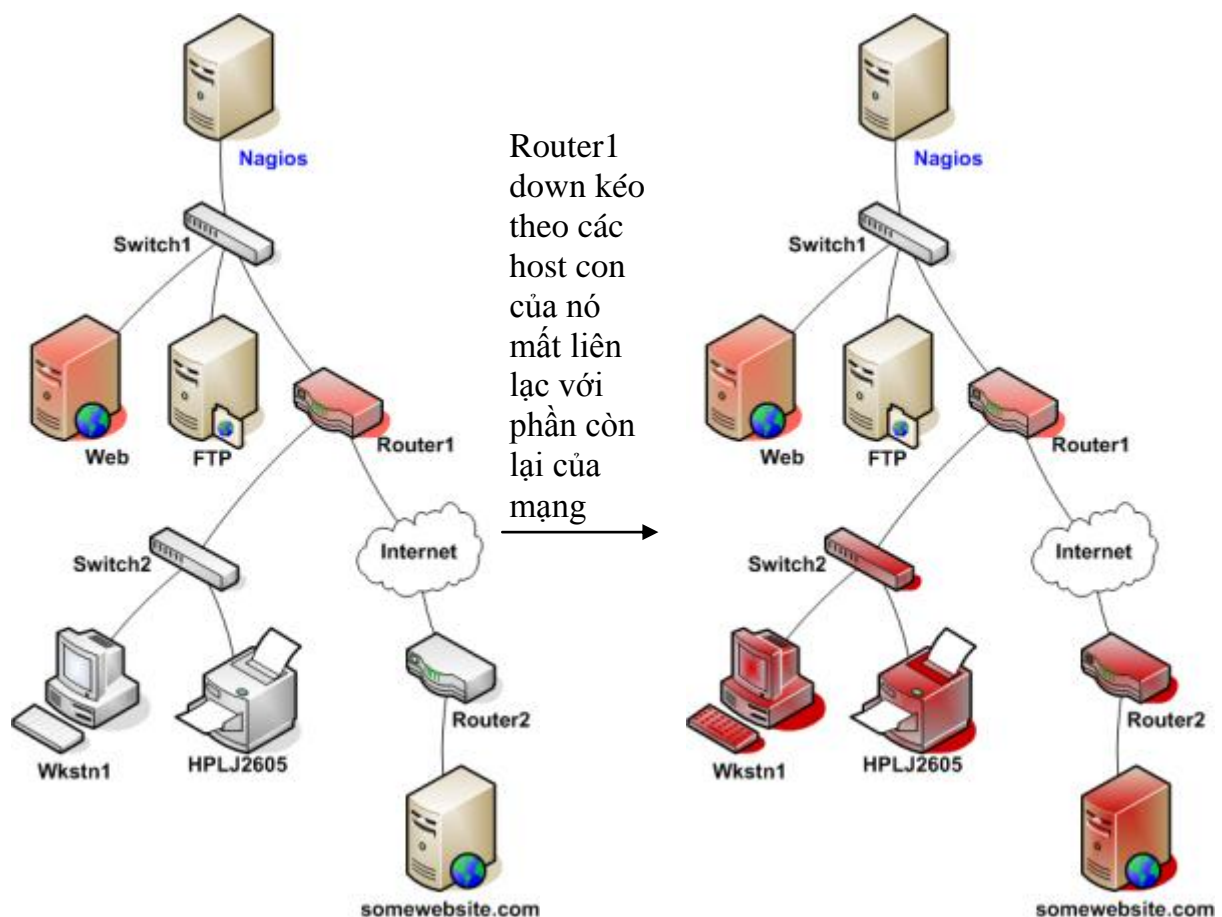 Nagios
Switch1
Web
FTP
Router1
Switch2
Internet
Wkstn1
HPLJ2605
Router2
somewebsite.com
Router1
down kéo
theo các
host con
của nó
mất liên
lạc với
phần còn
lại của
mạng
Nagios
Switch1
Web
FTP
Router1
Switch2
Internet
Wkstn1
HPLJ2605
Router2
somewebsite.com